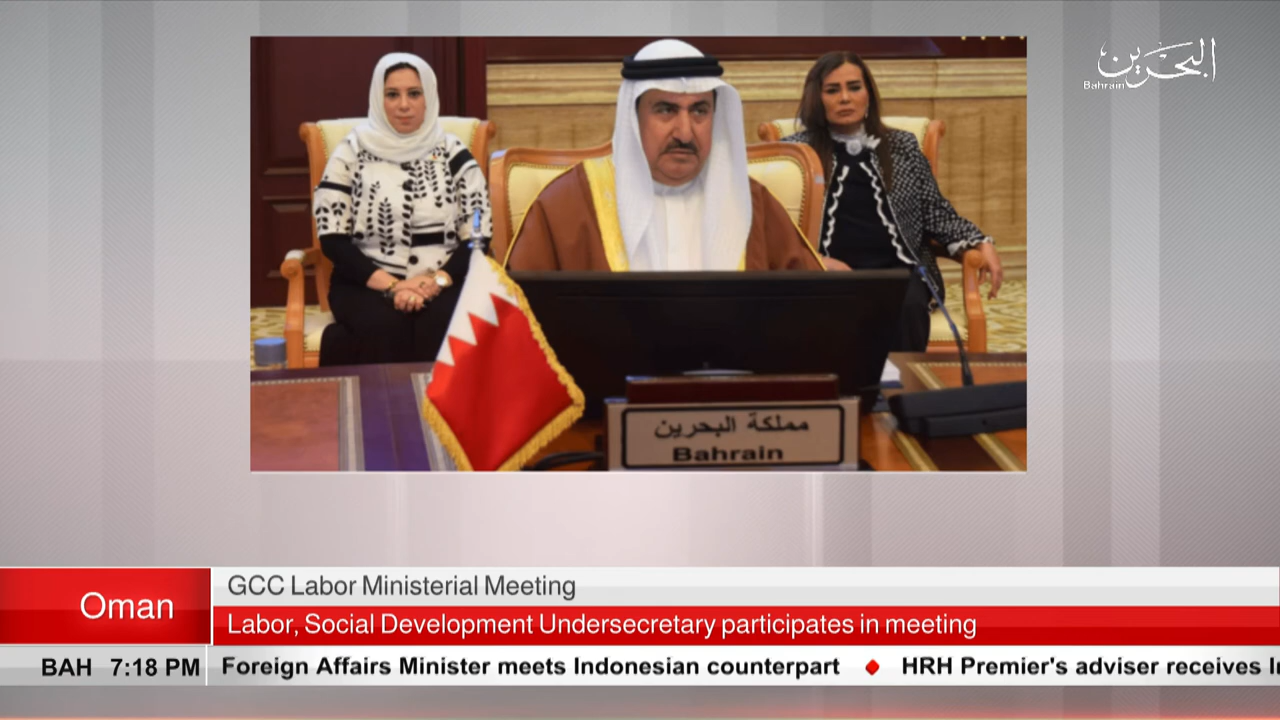 البحرين
Bahrain
مملكة البحرين
Bahrain
Oman
GCC Labor Ministerial Meeting
Labor, Social Development Undersecretary participates in meeting
BAH 7:18 PM
Foreign Affairs Minister meets Indonesian counterpart
HRH Premier's adviser receives